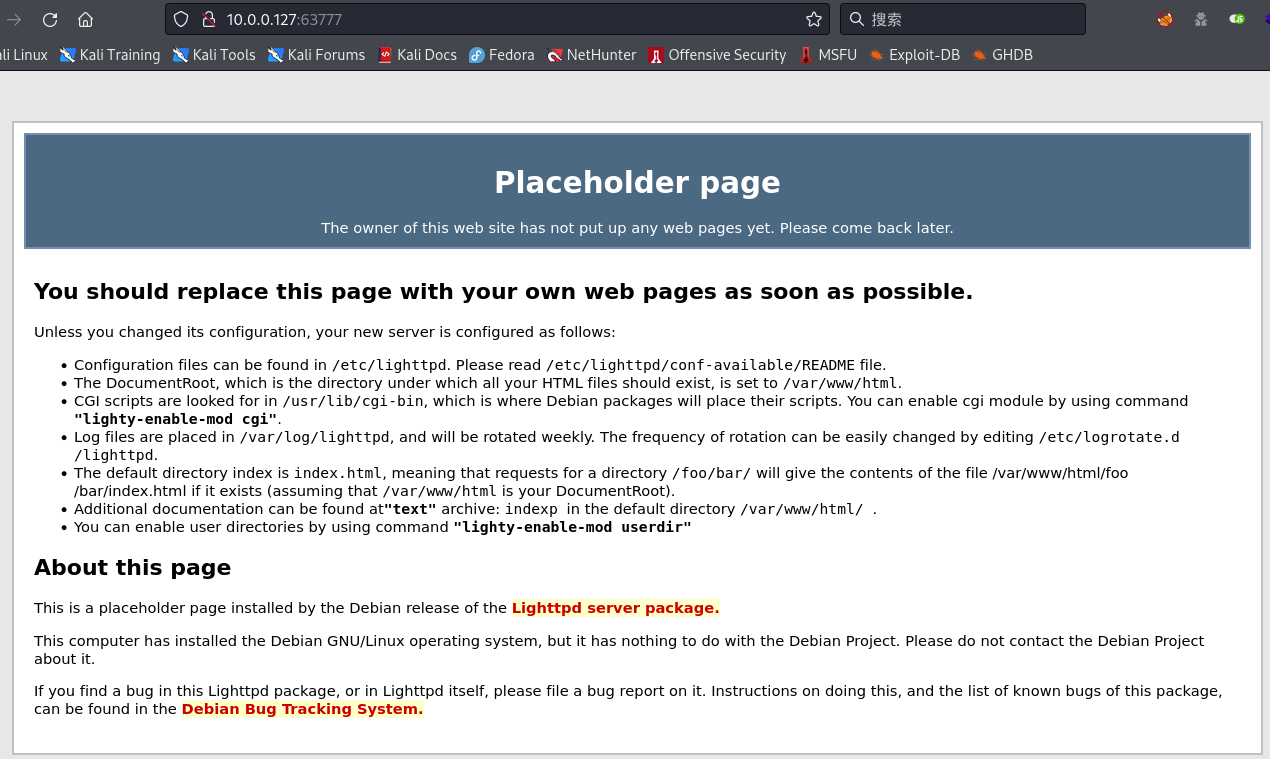 10.0.0.127:63777
搜索
ali Linux Kali Training Kali Tools Kali Forums Kali Docs Fedora NetHunter Offensive Security MSFU Exploit-DB GHDB
Placeholder page
The owner of this web site has not put up any web pages yet. Please come back later.
You should replace this page with your own web pages as soon as possible.
Unless you changed its configuration, your new server is configured as follows:
• Configuration files can be found in /etc/lighttpd. Please read /etc/lighttpd/conf-available/README file.
• The DocumentRoot, which is the directory under which all your HTML files should exist, is set to /var/www/html.
• CGI scripts are looked for in /usr/lib/cgi-bin, which is where Debian packages will place their scripts. You can enable cgi module by using command
"lighty-enable-mod cgi".
• Log files are placed in /var/log/lighttpd, and will be rotated weekly. The frequency of rotation can be easily changed by editing /etc/logrotate.d
/lighttpd.
• The default directory index is index.html, meaning that requests for a directory /foo/bar/ will give the contents of the file /var/www/html/foo
/bar/index.html if it exists (assuming that /var/www/html is your DocumentRoot).
• Additional documentation can be found at"text" archive: indexp in the default directory /var/www/html/ .
• You can enable user directories by using command "lighty-enable-mod userdir"
About this page
This is a placeholder page installed by the Debian release of the Lighttpd server package.
This computer has installed the Debian GNU/Linux operating system, but it has nothing to do with the Debian Project. Please do not contact the Debian Project
about it.
If you find a bug in this Lighttpd package, or in Lighttpd itself, please file a bug report on it. Instructions on doing this, and the list of known bugs of this package,
can be found in the Debian Bug Tracking System.